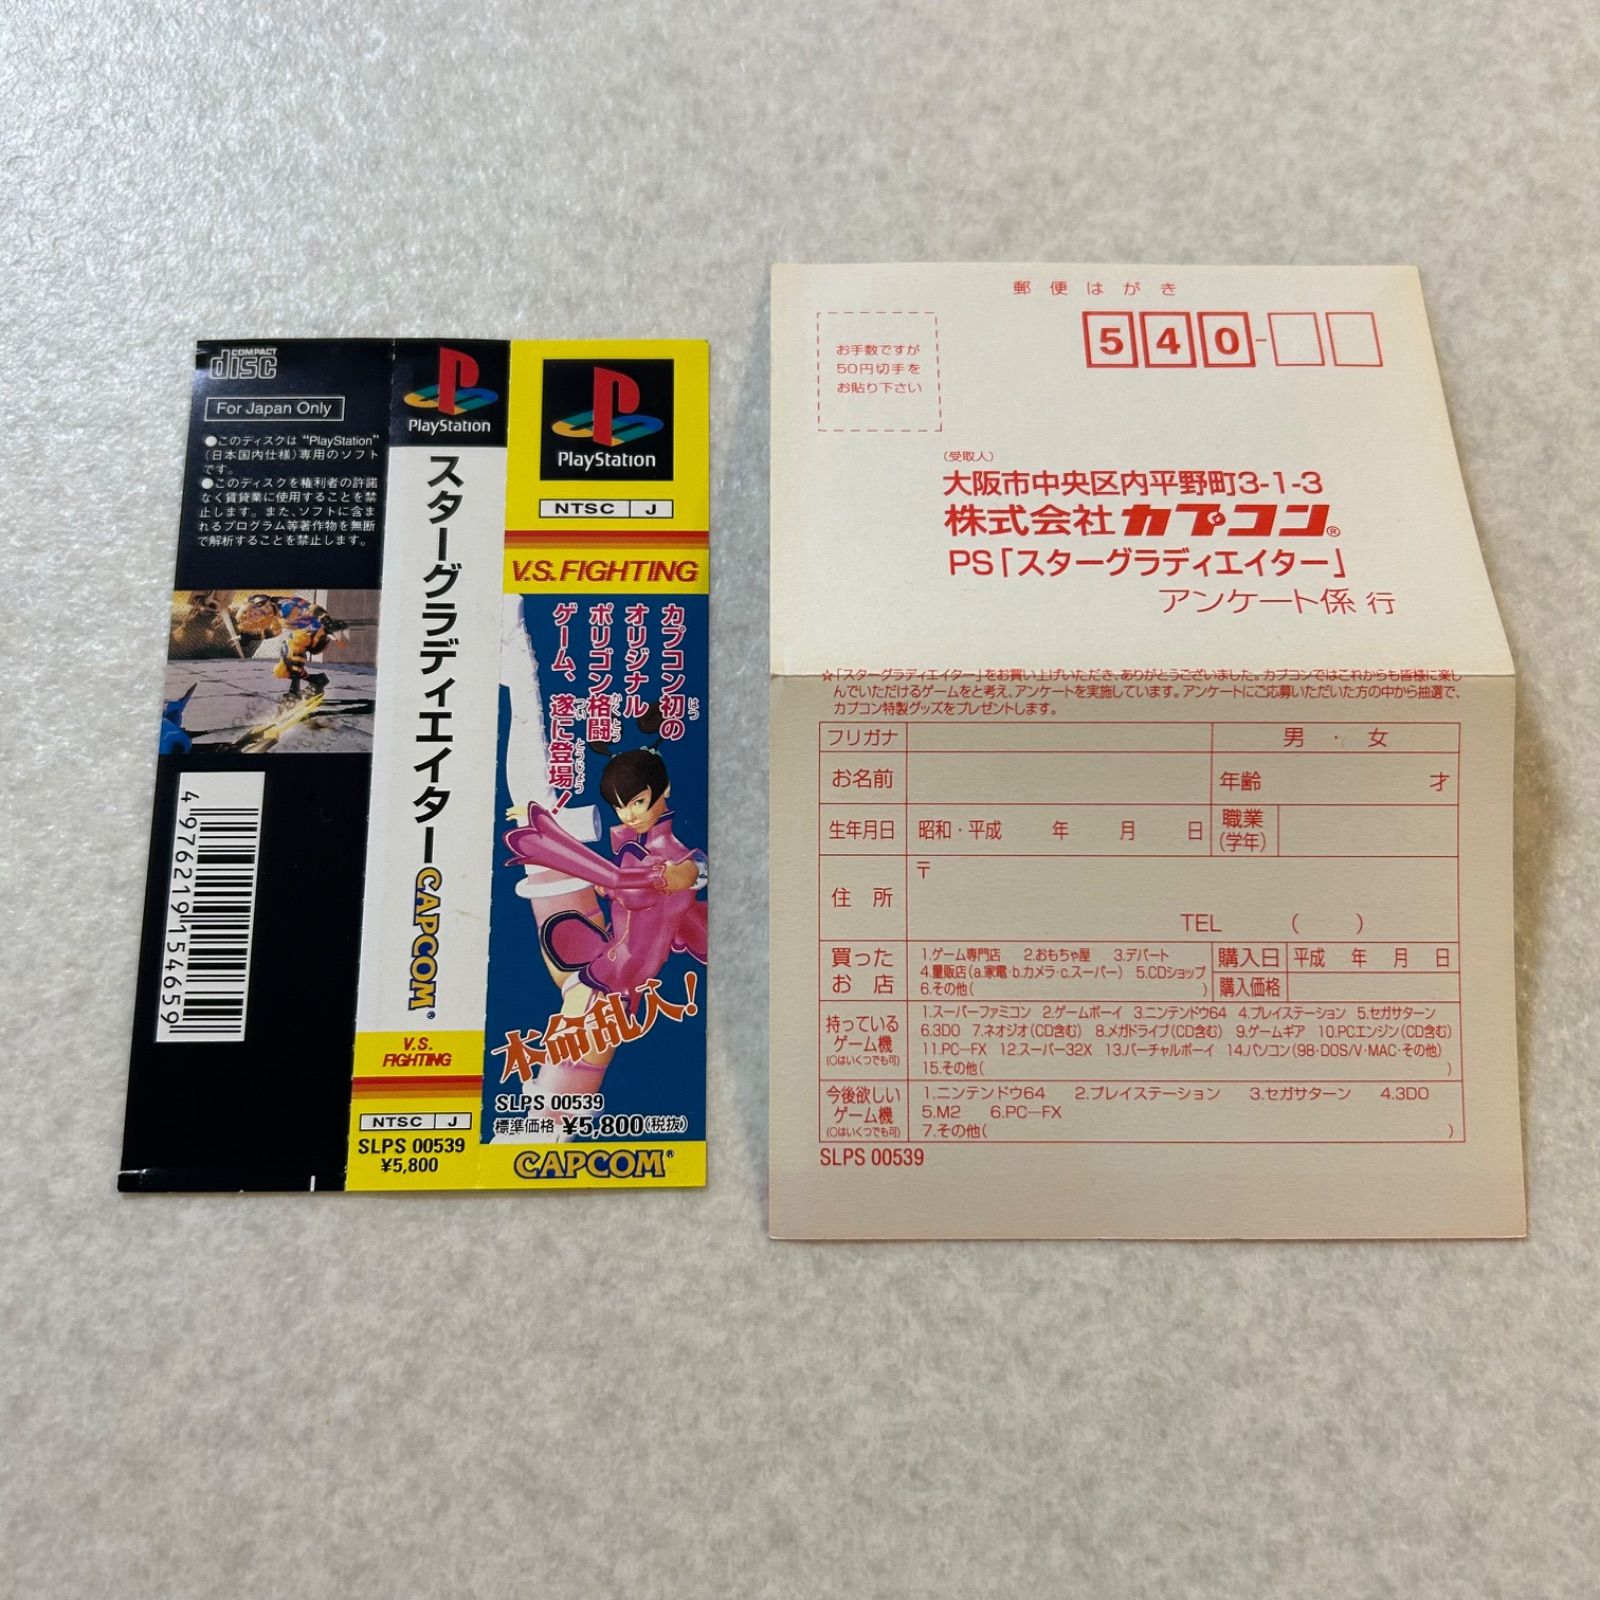 COMPACT
disc
For Japan Only
●このディスクは“PlayStation”
(日本国内仕様)専用のソフト
です。
●このディスクを権利者の許諾
なく賃貸業に使用することを禁
止します。また、ソフトに含ま
れるプログラム等著作物を無断
で解析することを禁止します。
4 976219 154659
PlayStation
スターグラディエイター
CAPCOM®
V.S.
FIGHTING
NTSC J
SLPS 00539
¥5,800
PlayStation
NTSC J
V.S. FIGHTING
カプコン初の
はつ
オリジナル
ポリゴン格闘
かくとう
ゲーム、遂に登場!
つい とうじょう
本命乱入!
SLPS 00539
標準価格 ¥5,800(税抜)
CAPCOM®
郵便はがき
お手数ですが
50円切手を
お貼り下さい
540-
(受取人)
大阪市中央区内平野町3-1-3
株式会社カプコン®
PS「スターグラディエイター」
アンケート係 行
☆「スターグラディエイター」をお買い上げいただき、ありがとうございました。カプコンではこれからも皆様に楽し
んでいただけるゲームをと考え、アンケートを実施しています。アンケートにご応募いただいた方の中から抽選で、
カプコン特製グッズをプレゼントします。
フリガナ 男・女
お名前 年齢 才
生年月日 昭和・平成 年 月 日 職業
(学年)
住所 〒
TEL ( )
買った
お店
1.ゲーム専門店 2.おもちゃ屋 3.デパート
4.量販店(a.家電・b.カメラ・c.スーパー) 5.CDショップ
6.その他( )
購入日 平成 年 月 日
購入価格
持っている
ゲーム機
(○はいくつでも可)
1.スーパーファミコン 2.ゲームボーイ 3.ニンテンドウ64 4.プレイステーション 5.セガサターン
6.3DO 7.ネオジオ(CD含む) 8.メガドライブ(CD含む) 9.ゲームギア 10.PCエンジン(CD含む)
11.PC-FX 12.スーパー32X 13.バーチャルボーイ 14.パソコン(98・DOS/V・MAC・その他)
15.その他( )
今後欲しい
ゲーム機
(○はいくつでも可)
1.ニンテンドウ64 2.プレイステーション 3.セガサターン 4.3DO
5.M2 6.PC-FX
7.その他( )
SLPS 00539